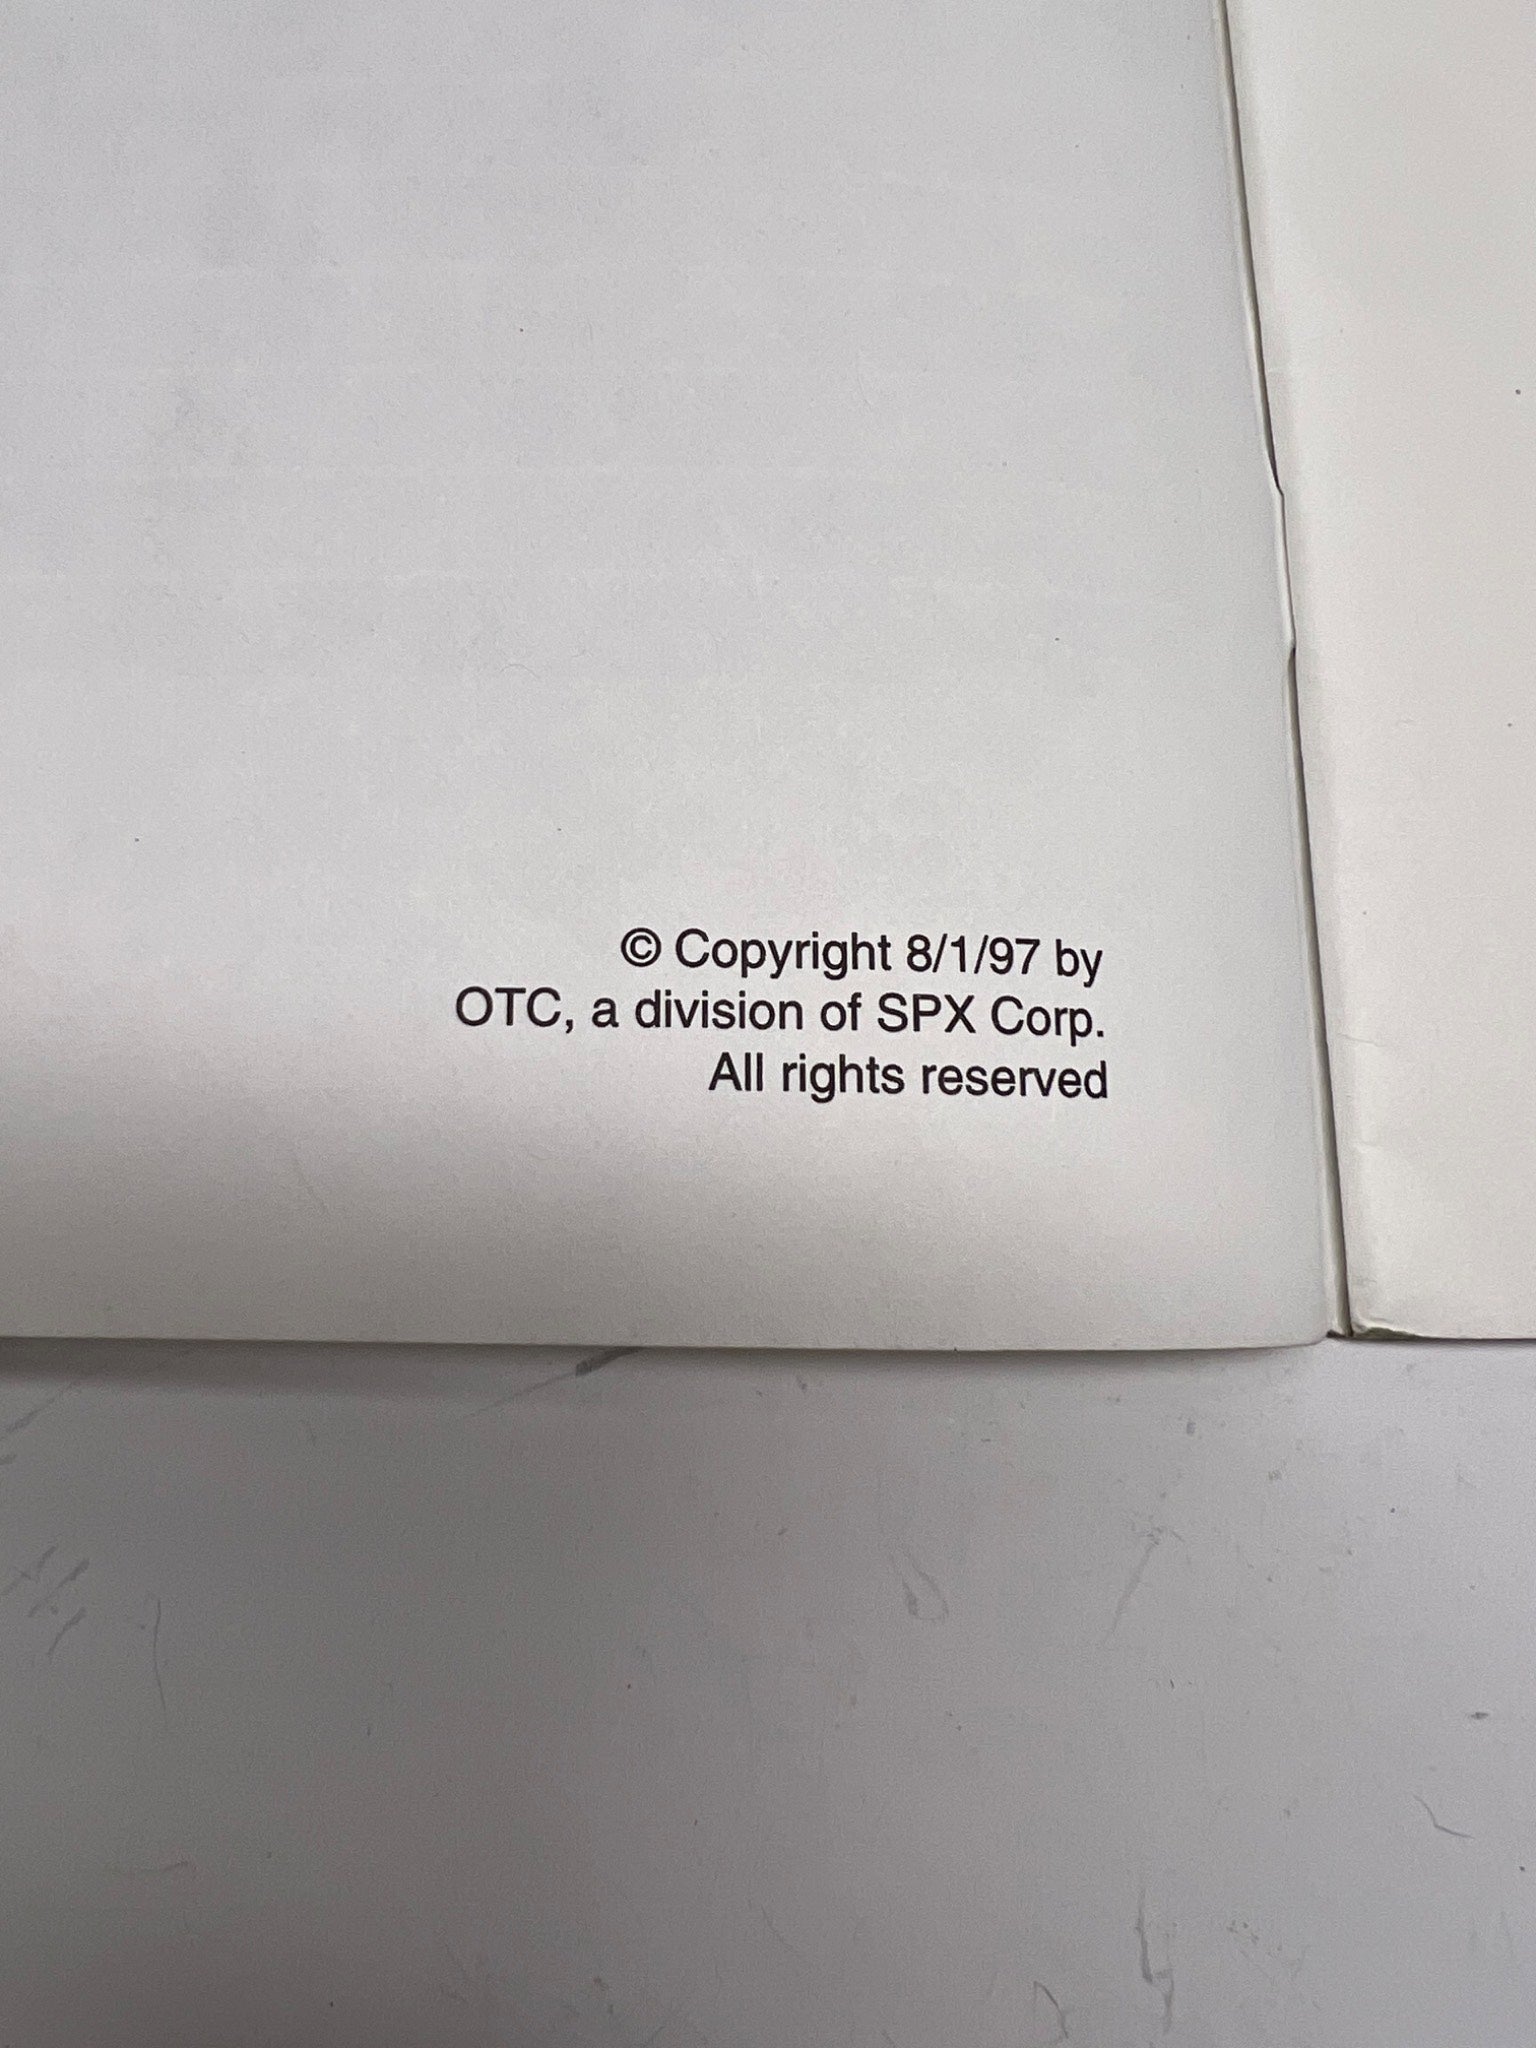 © Copyright 8/1/97 by
OTC, a division of SPX Corp.
All rights reserved